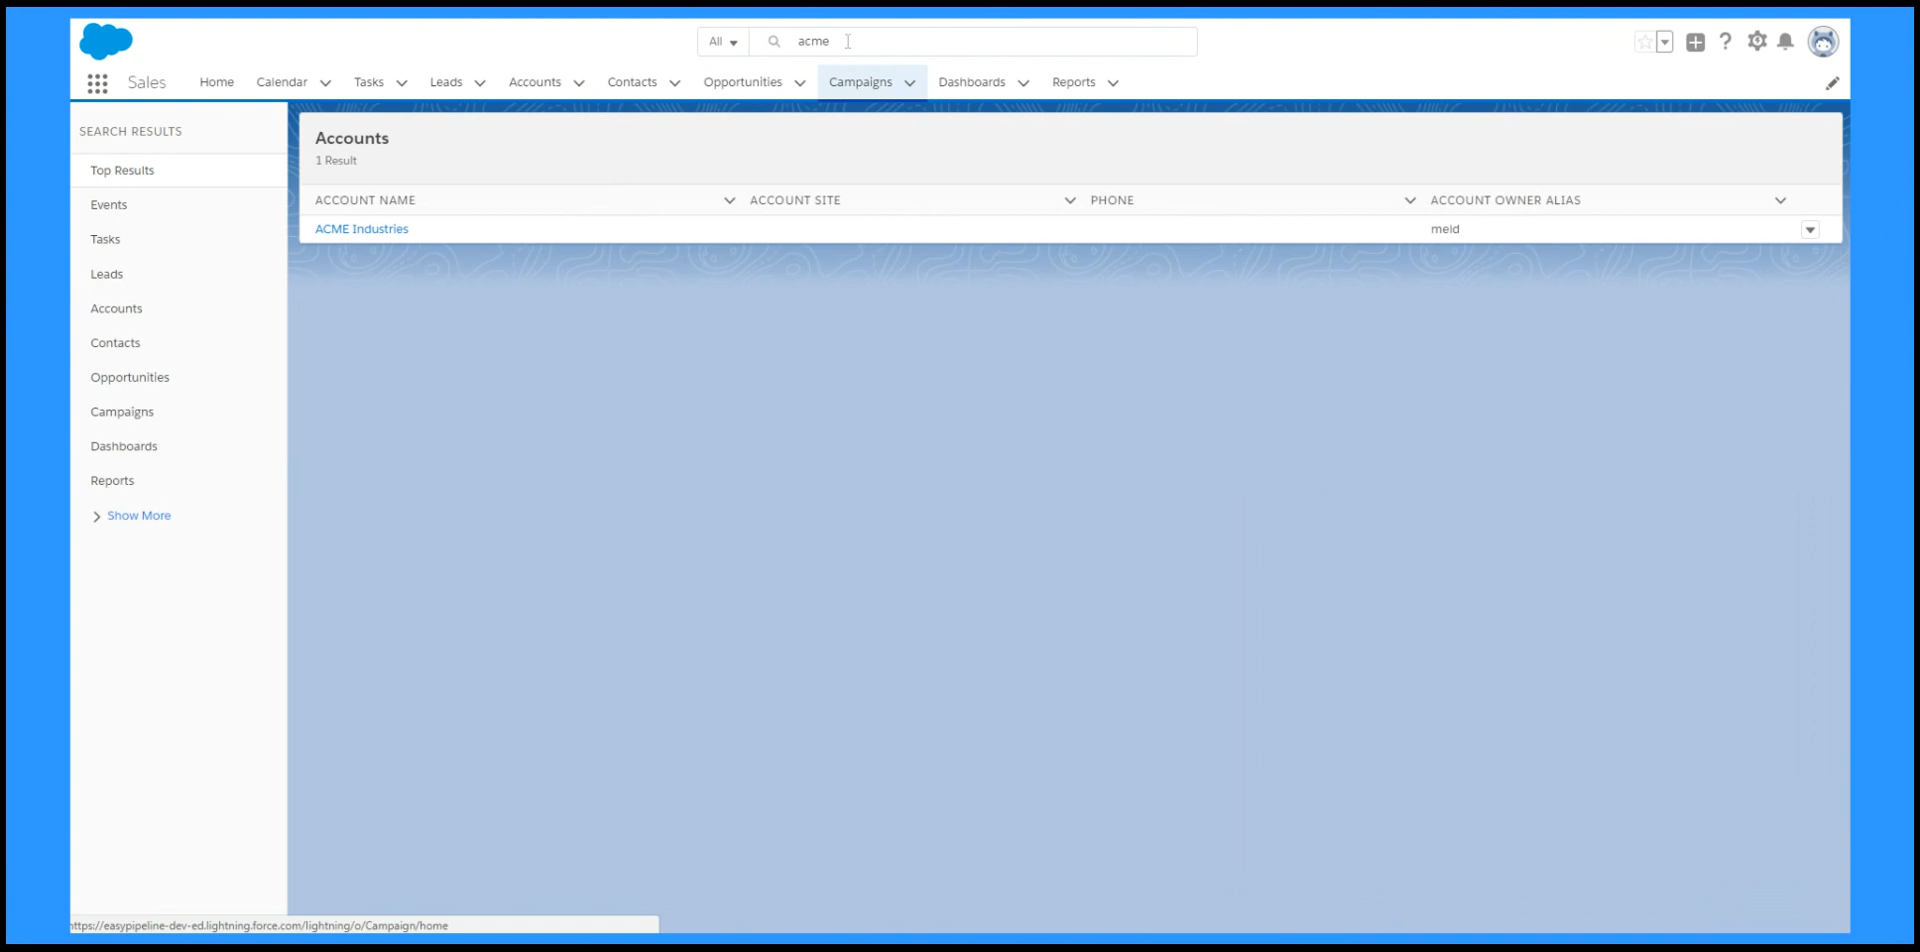 All acme
Sales Home Calendar Tasks Leads Accounts Contacts Opportunities Campaigns Dashboards Reports
SEARCH RESULTS
Top Results
Events
Tasks
Leads
Accounts
Contacts
Opportunities
Campaigns
Dashboards
Reports
Show More
Accounts
1 Result
ACCOUNT NAME ACCOUNT SITE PHONE ACCOUNT OWNER ALIAS
ACME Industries meid
https://easypipeline-dev-ed.lightning.force.com/lightning/o/Campaign/home